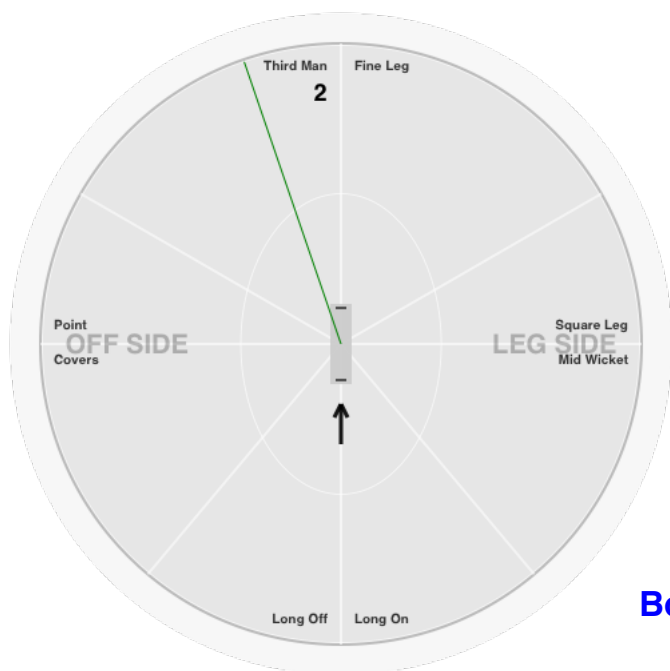 Third Man
Fine Leg
2
Point
Square Leg
OFF SIDE
LEG SIDE
Covers
Mid Wicket
Long Off
Long On